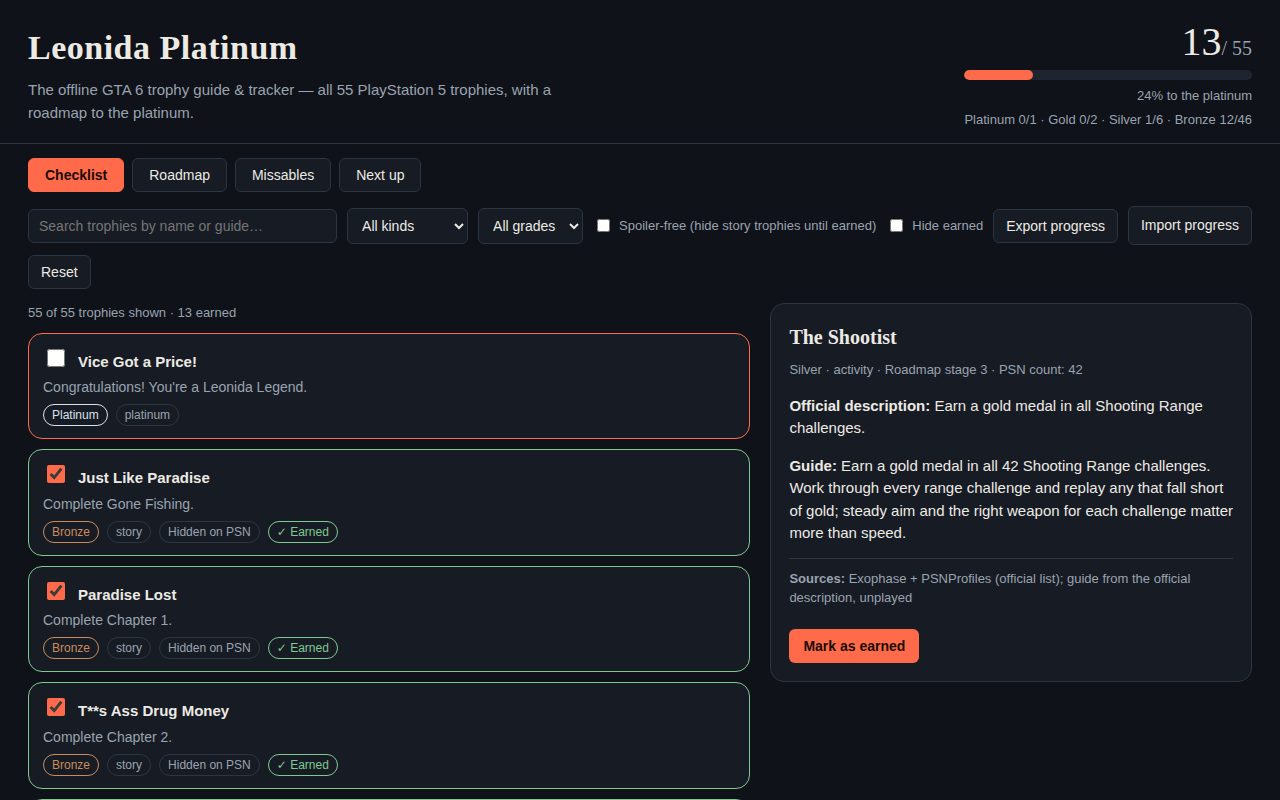 Leonida Platinum
The offline GTA 6 trophy guide & tracker — all 55 PlayStation 5 trophies, with a
roadmap to the platinum.
13/ 55
24% to the platinum
Platinum 0/1 · Gold 0/2 · Silver 1/6 · Bronze 12/46
Checklist
Roadmap
Missables
Next up
Search trophies by name or guide…
All kinds
All grades
Spoiler-free (hide story trophies until earned)
Hide earned
Export progress
Import progress
Reset
55 of 55 trophies shown · 13 earned
Vice Got a Price!
Congratulations! You're a Leonida Legend.
Platinum
platinum
Just Like Paradise
Complete Gone Fishing.
Bronze
story
Hidden on PSN
✓ Earned
Paradise Lost
Complete Chapter 1.
Bronze
story
Hidden on PSN
✓ Earned
T**s Ass Drug Money
Complete Chapter 2.
Bronze
story
Hidden on PSN
✓ Earned
The Shootist
Silver · activity · Roadmap stage 3 · PSN count: 42
Official description: Earn a gold medal in all Shooting Range
challenges.
Guide: Earn a gold medal in all 42 Shooting Range challenges.
Work through every range challenge and replay any that fall short
of gold; steady aim and the right weapon for each challenge matter
more than speed.
Sources: Exophase + PSNProfiles (official list); guide from the official
description, unplayed
Mark as earned